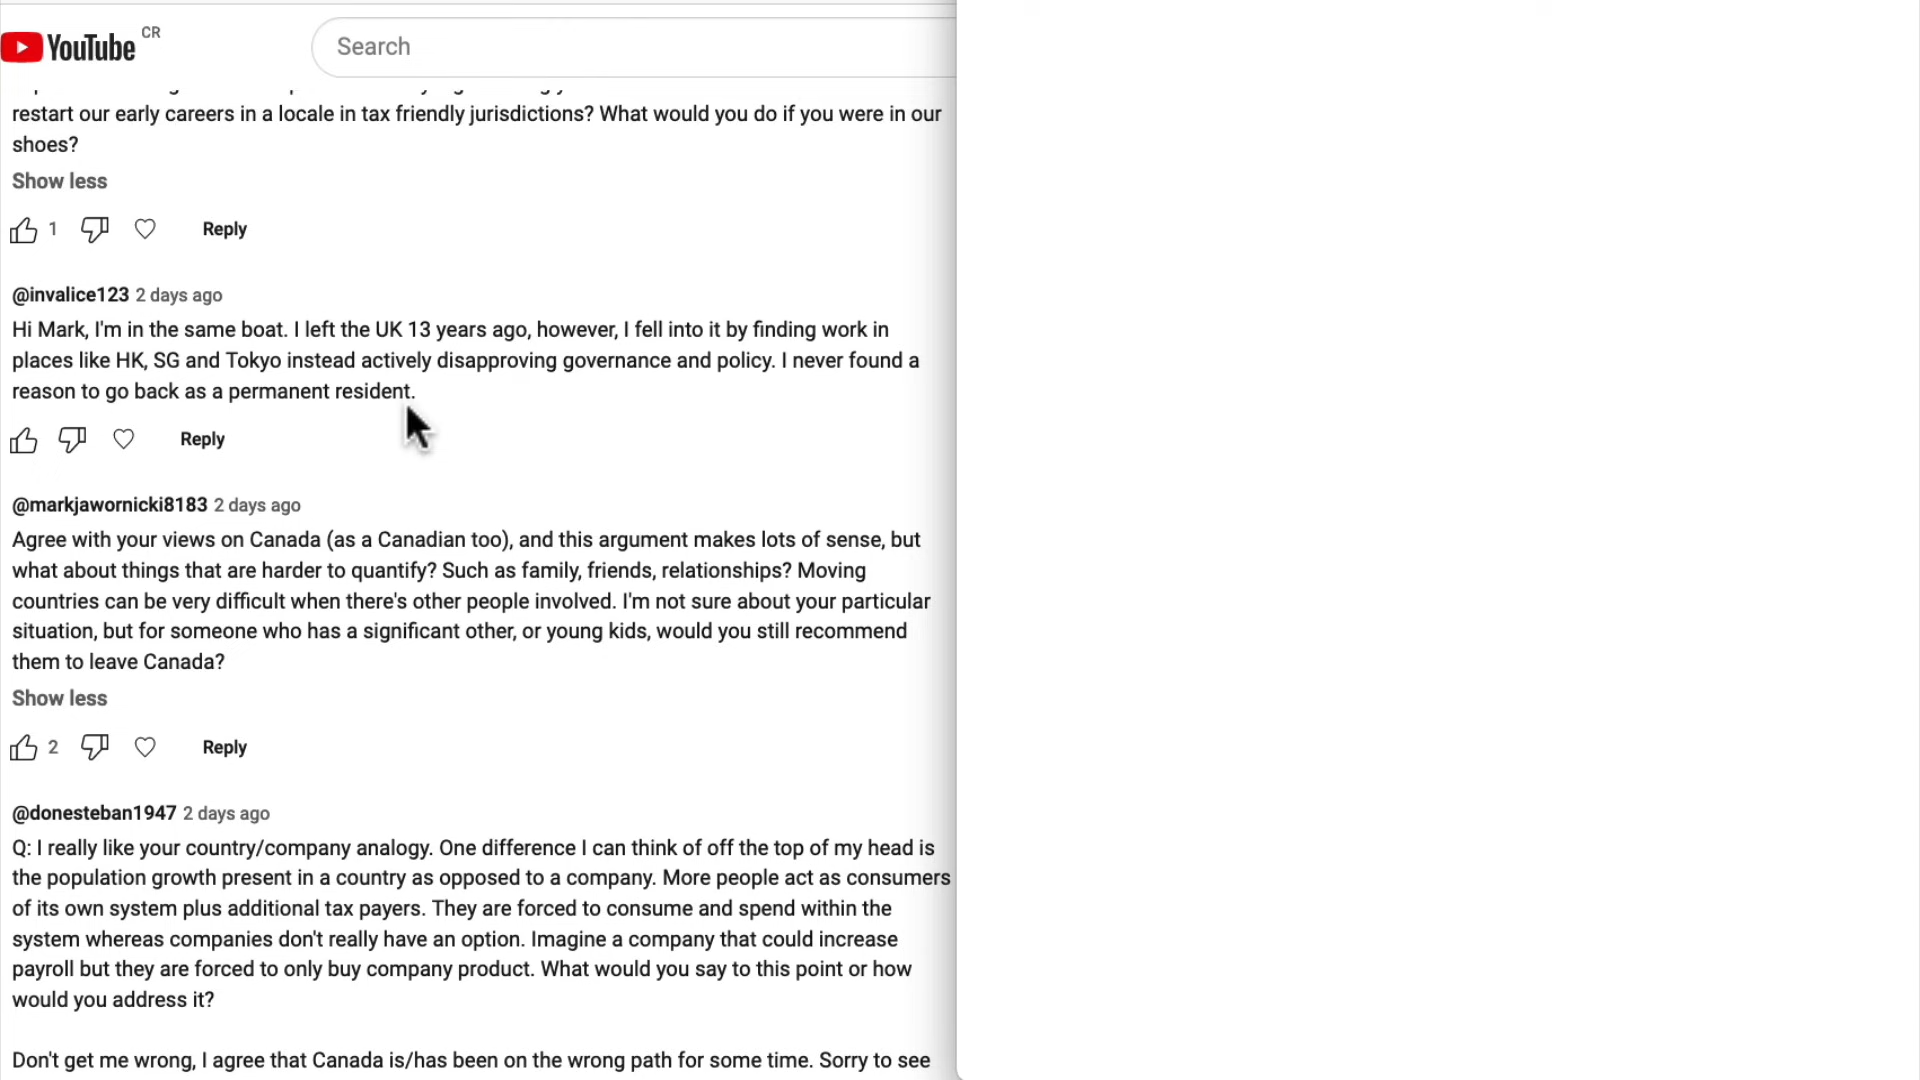 YouTube CR
Search
restart our early careers in a locale in tax friendly jurisdictions? What would you do if you were in our
shoes?
Show less
1 Reply
@invalice123 2 days ago
Hi Mark, I'm in the same boat. I left the UK 13 years ago, however, I fell into it by finding work in
places like HK, SG and Tokyo instead actively disapproving governance and policy. I never found a
reason to go back as a permanent resident.
Reply
@markjawornicki8183 2 days ago
Agree with your views on Canada (as a Canadian too), and this argument makes lots of sense, but
what about things that are harder to quantify? Such as family, friends, relationships? Moving
countries can be very difficult when there's other people involved. I'm not sure about your particular
situation, but for someone who has a significant other, or young kids, would you still recommend
them to leave Canada?
Show less
2 Reply
@donesteban1947 2 days ago
Q: I really like your country/company analogy. One difference I can think of off the top of my head is
the population growth present in a country as opposed to a company. More people act as consumers
of its own system plus additional tax payers. They are forced to consume and spend within the
system whereas companies don't really have an option. Imagine a company that could increase
payroll but they are forced to only buy company product. What would you say to this point or how
would you address it?
Don't get me wrong, I agree that Canada is/has been on the wrong path for some time. Sorry to see